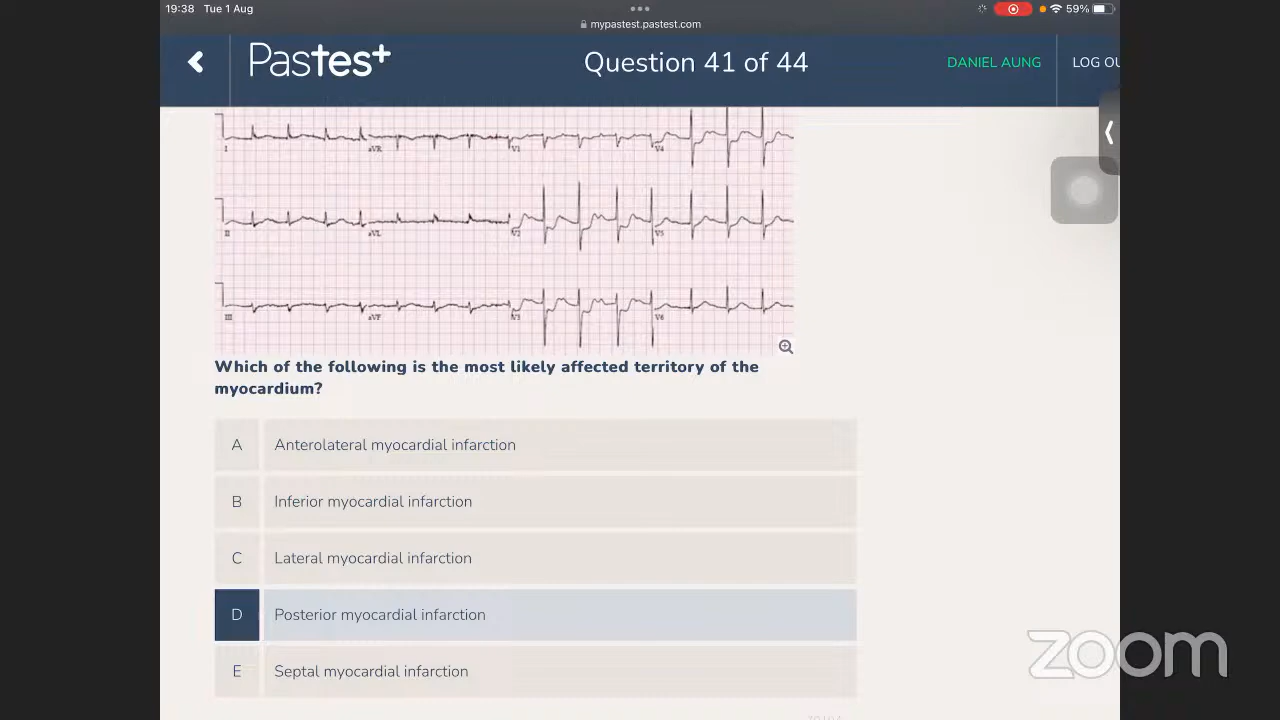 19:38 Tue 1 Aug
59%
mypastest.pastest.com
Pastest+
Question 41 of 44
DANIEL AUNG
LOG OU
I aVR V1 V4
II aVL V2 V5
III aVF V3 V6
Which of the following is the most likely affected territory of the
myocardium?
A Anterolateral myocardial infarction
B Inferior myocardial infarction
C Lateral myocardial infarction
D Posterior myocardial infarction
E Septal myocardial infarction
zoom